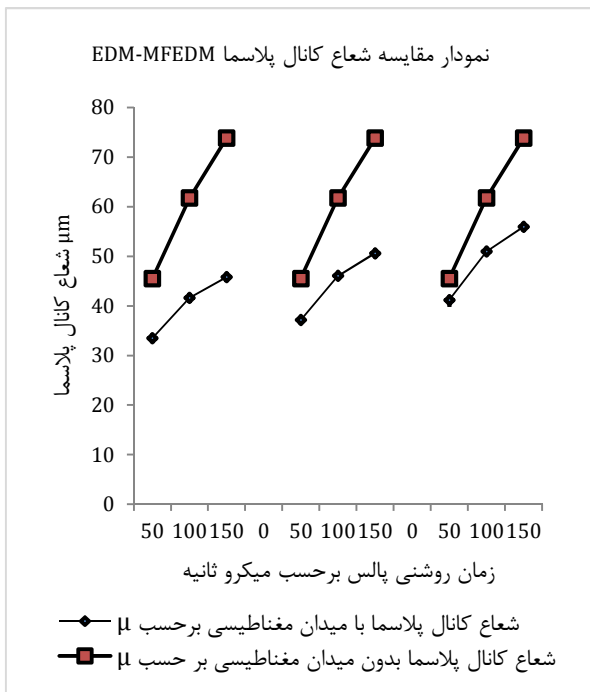 نمودار مقایسه شعاع کانال پلاسما EDM-MFEDM
80
70
60
50
40
30
20
10
0
شعاع کانال پلاسما µm
50 100 150 0 50 100 150 0 50 100 150
زمان روشنی پالس برحسب میکرو ثانیه
شعاع کانال پلاسما با میدان مغناطیسی برحسب µ
شعاع کانال پلاسما بدون میدان مغناطیسی بر حسب µ